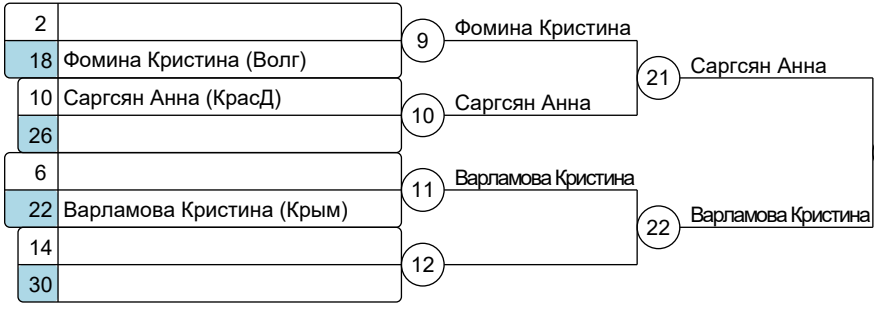 2
18 Фомина Кристина (Волг)
10 Саргсян Анна (КрасД)
26
6
22 Варламова Кристина (Крым)
14
30
9 Фомина Кристина
10 Саргсян Анна
11 Варламова Кристина
12
21 Саргсян Анна
22 Варламова Кристина